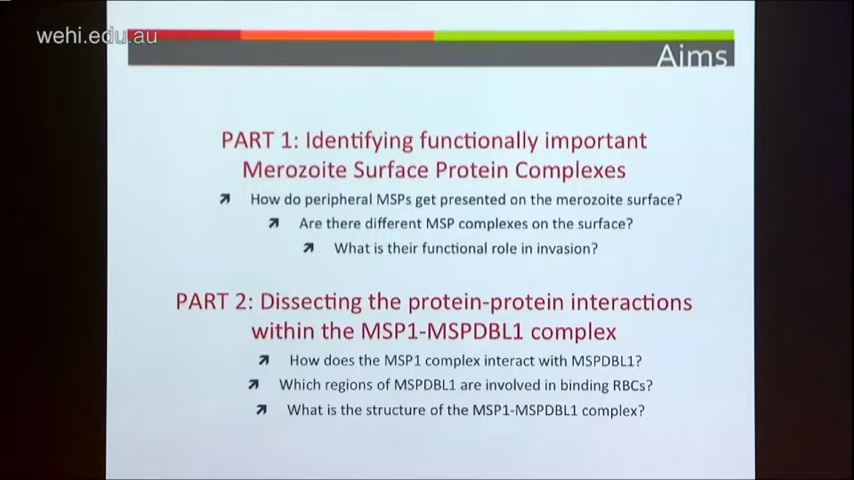 wehi.edu.au
Aims
PART 1: Identifying functionally important
Merozoite Surface Protein Complexes
How do peripheral MSPs get presented on the merozoite surface?
Are there different MSP complexes on the surface?
What is their functional role in invasion?
PART 2: Dissecting the protein-protein interactions
within the MSP1-MSPDBL1 complex
How does the MSP1 complex interact with MSPDBL1?
Which regions of MSPDBL1 are involved in binding RBCs?
What is the structure of the MSP1-MSPDBL1 complex?